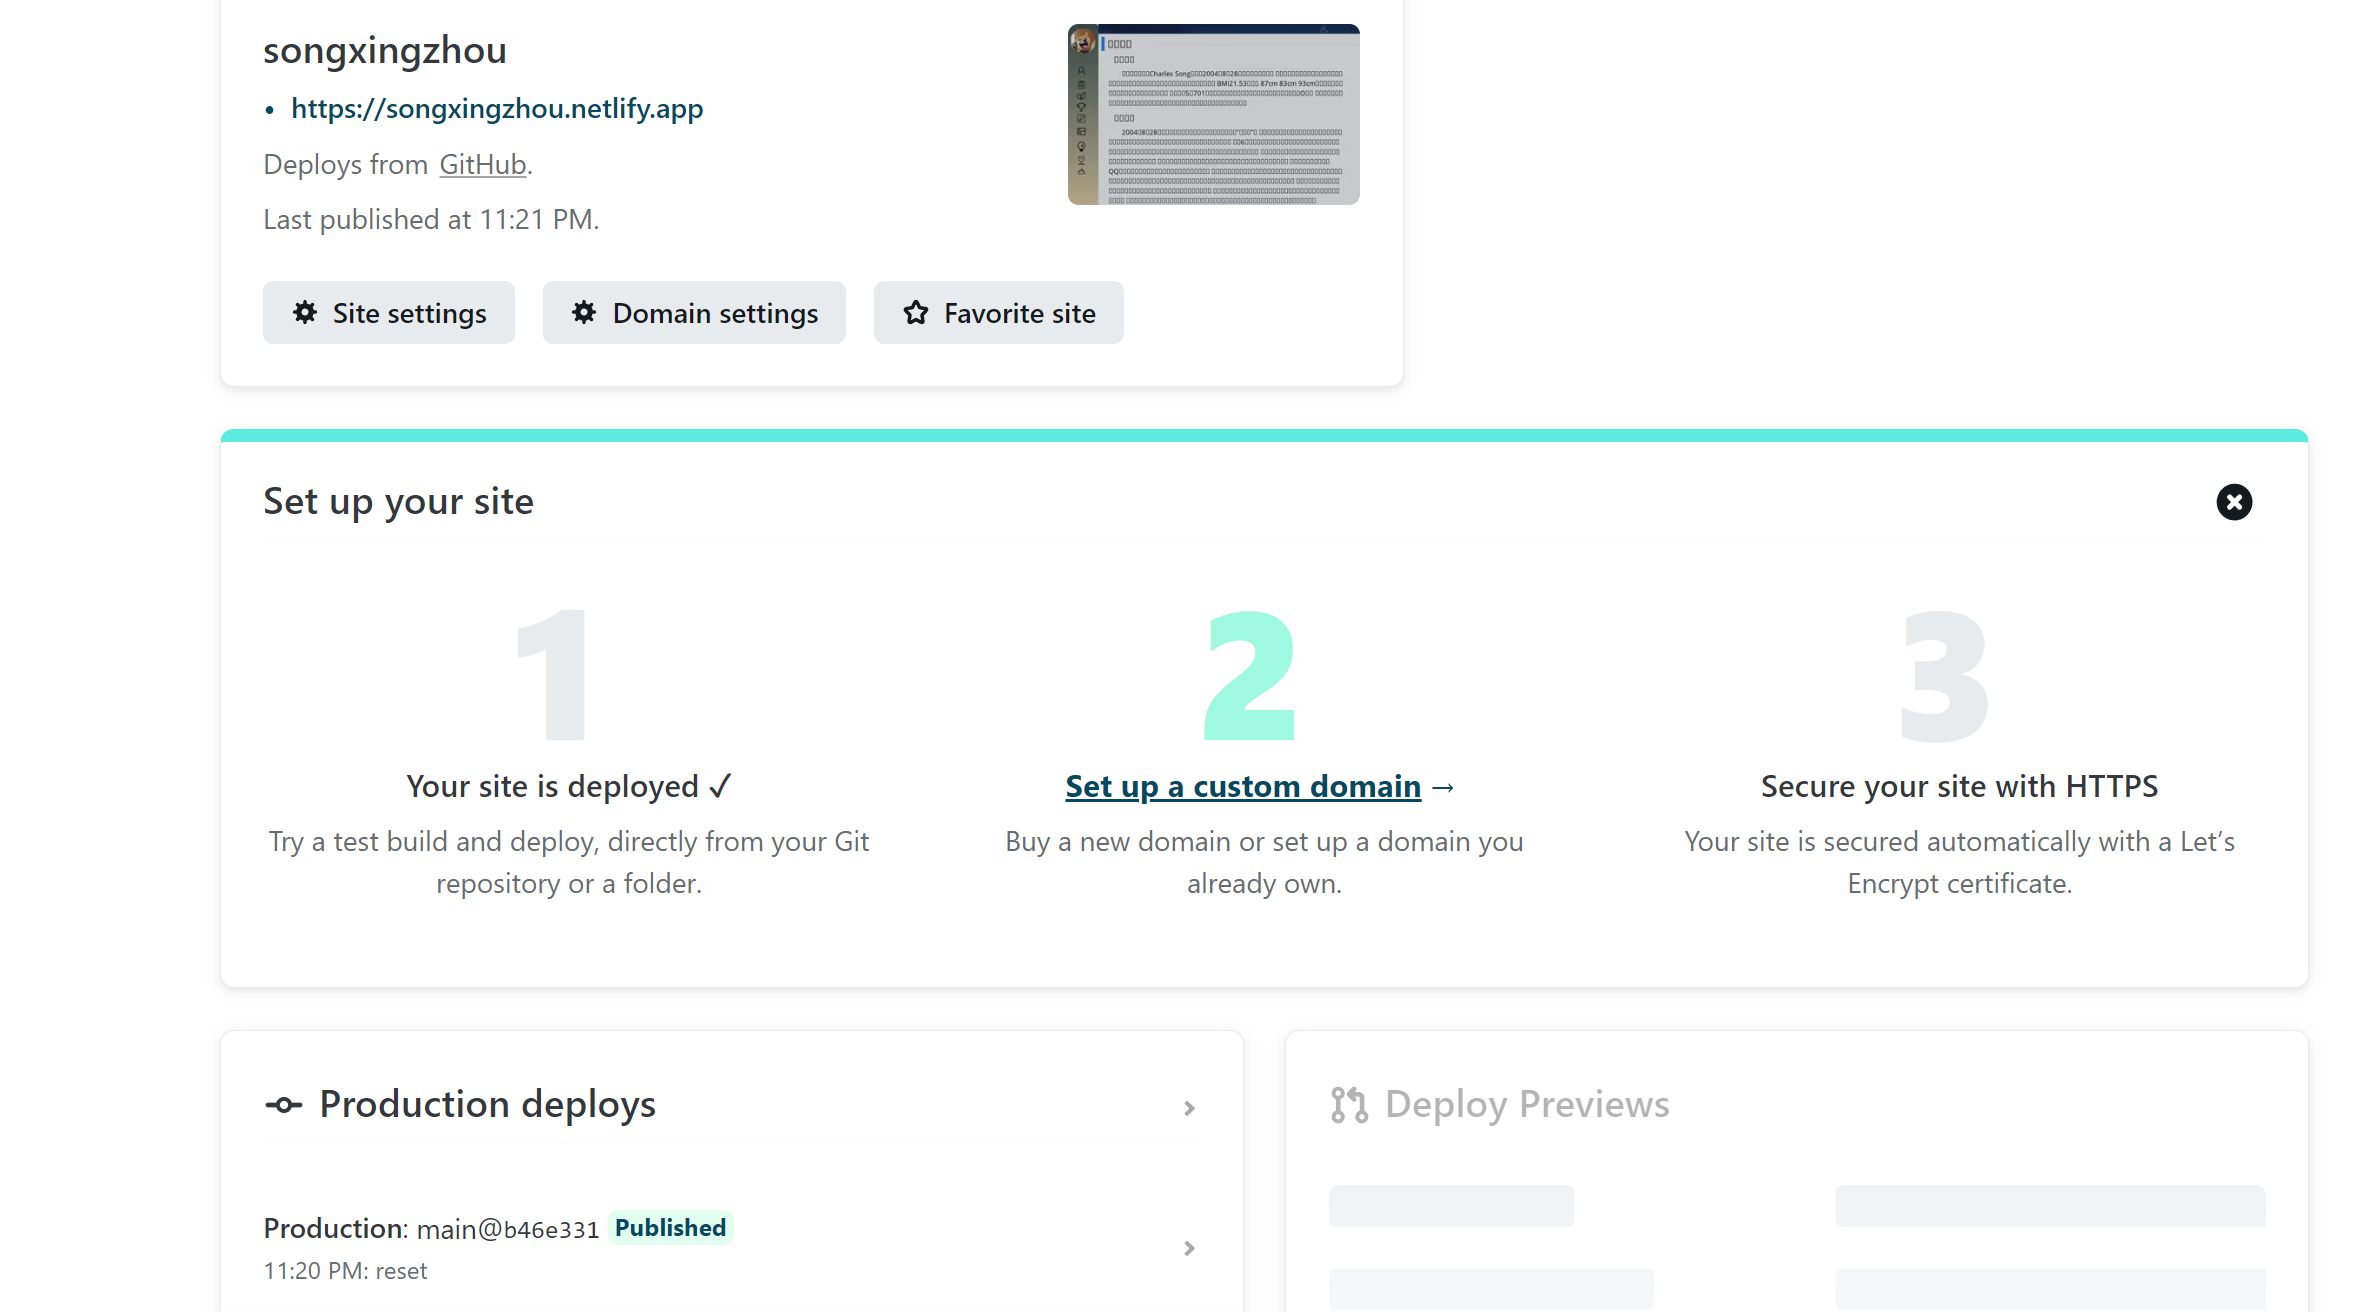 songxingzhou
• https://songxingzhou.netlify.app
Deploys from GitHub.
Last published at 11:21 PM.
Site settings
Domain settings
Favorite site
Set up your site
1
Your site is deployed ✓
Try a test build and deploy, directly from your Git
repository or a folder.
2
Set up a custom domain →
Buy a new domain or set up a domain you
already own.
3
Secure your site with HTTPS
Your site is secured automatically with a Let’s
Encrypt certificate.
Production deploys
Production: main@b46e331 Published
11:20 PM: reset
Deploy Previews